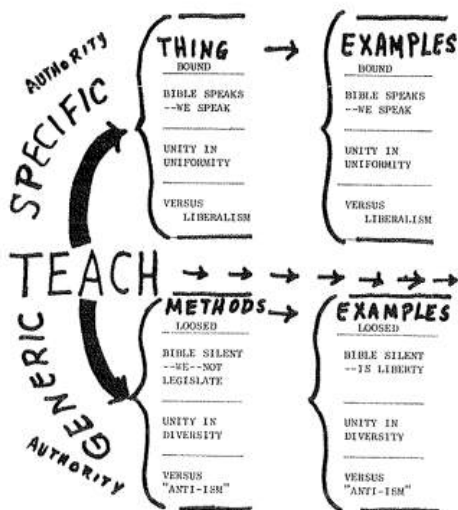 SPECIFIC AUTHORITY
THING → EXAMPLES
BOUND
BIBLE SPEAKS
--WE SPEAK
UNITY IN
UNIFORMITY
VERSUS
LIBERALISM
BOUND
BIBLE SPEAKS
--WE SPEAK
UNITY IN
UNIFORMITY
VERSUS
LIBERALISM
TEACH → → → → → → →
GENERIC AUTHORITY
METHODS → EXAMPLES
LOOSED
BIBLE SILENT
--WE--NOT
LEGISLATE
UNITY IN
DIVERSITY
VERSUS
"ANTI-ISM"
LOOSED
BIBLE SILENT
--IS LIBERTY
UNITY IN
DIVERSITY
VERSUS
"ANTI-ISM"